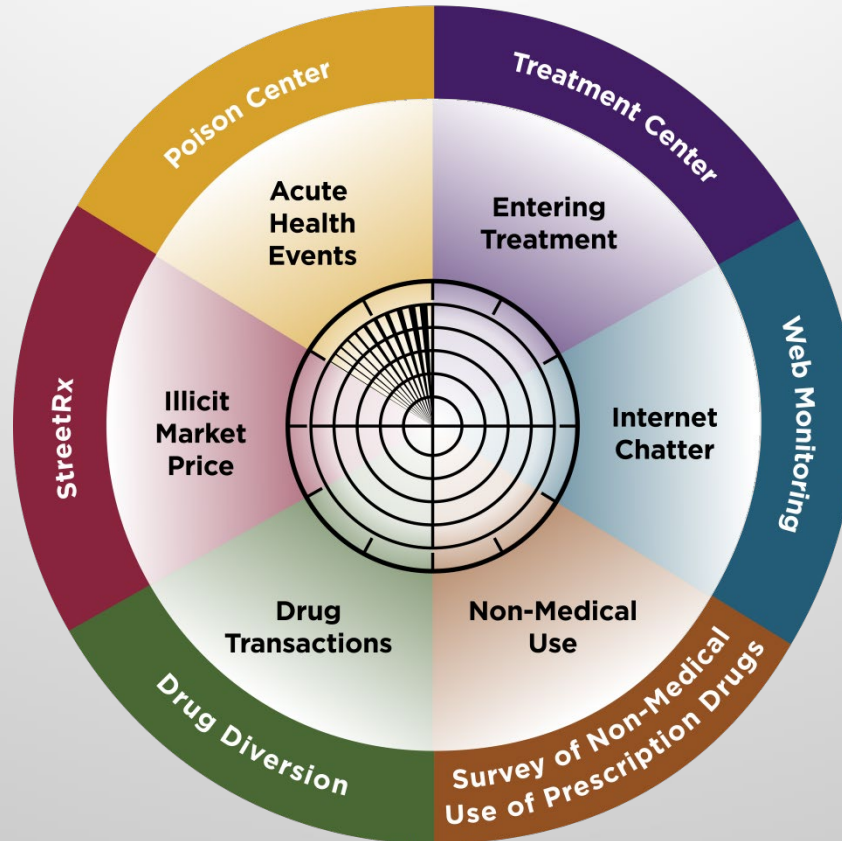 Poison Center
Treatment Center
Acute
Health
Events
Entering
Treatment
StreetRx
Illicit
Market
Price
Internet
Chatter
Web Monitoring
Drug
Transactions
Non-Medical
Use
Drug Diversion
Survey of Non-Medical
Use of Prescription Drugs